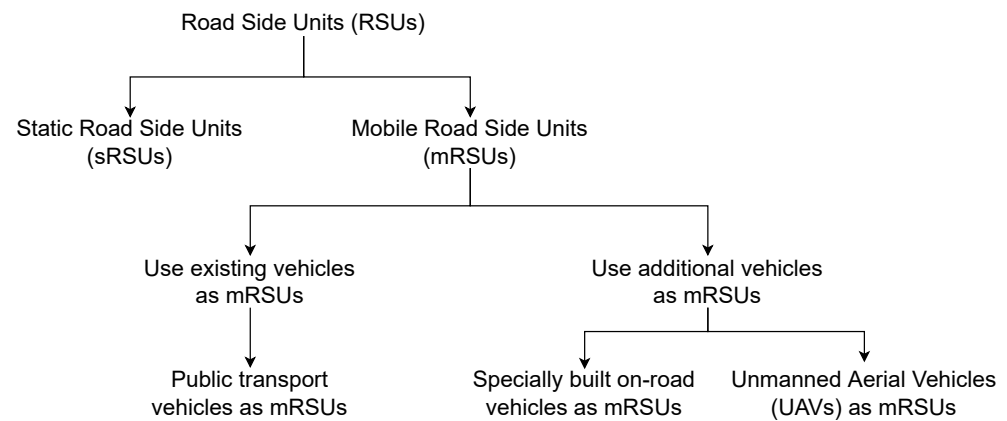 Road Side Units (RSUs)
Static Road Side Units
(sRSUs)
Mobile Road Side Units
(mRSUs)
Use existing vehicles
as mRSUs
Use additional vehicles
as mRSUs
Public transport
vehicles as mRSUs
Specially built on-road
vehicles as mRSUs
Unmanned Aerial Vehicles
(UAVs) as mRSUs